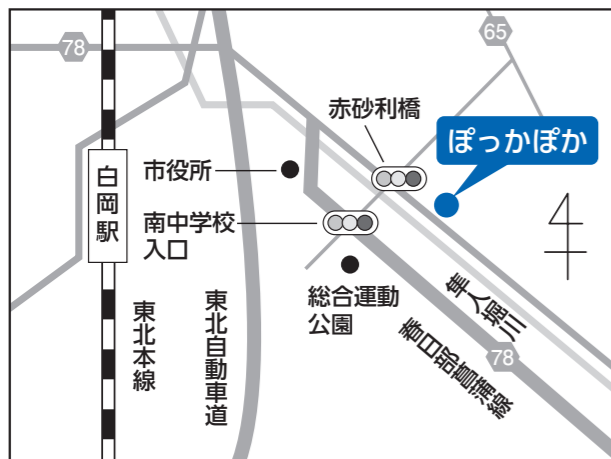 78
65
赤砂利橋
ぽっかぽか
市役所
白岡駅
南中学校
入口
総合運動
公園
隼人堀川
東北本線
東北自動車道
春日部菖蒲線
78